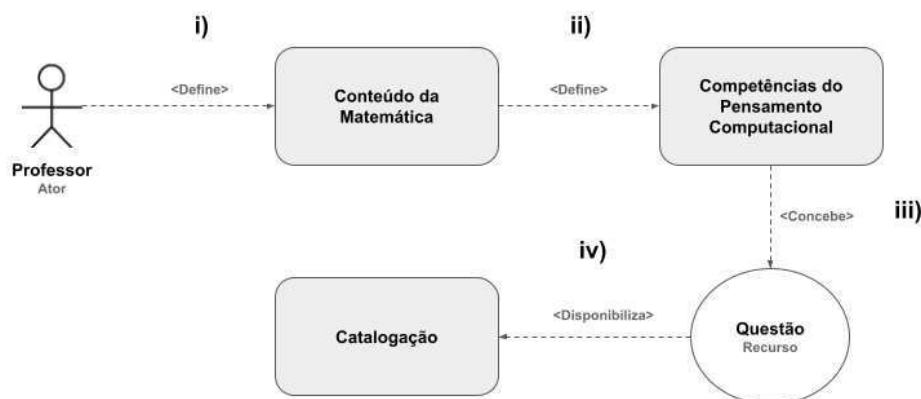 i)
ii)
<Define>
Conteúdo da
Matemática
<Define>
Competências do
Pensamento
Computacional
Professor
Ator
<Concebe>
iii)
iv)
Catalogação
<Disponibiliza>
Questão
Recurso